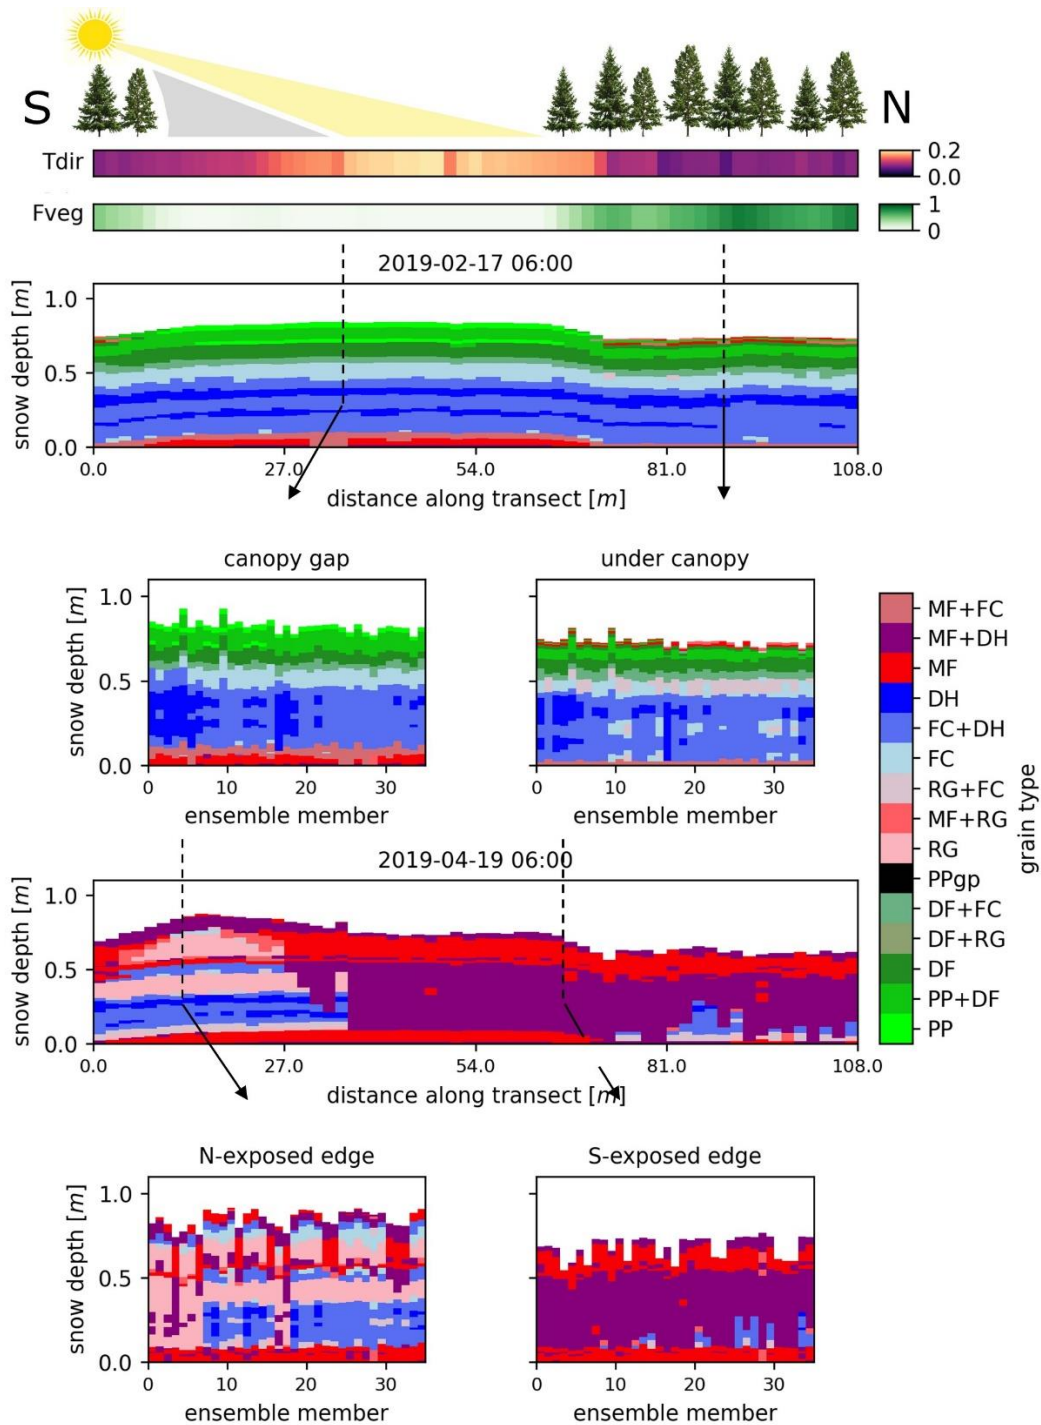 S
N
Tdir
0.2
0.0
Fveg
1
0
2019-02-17 06:00
snow depth [m]
1.0
0.5
0.0
0.0 27.0 54.0 81.0 108.0
distance along transect [m]
canopy gap
under canopy
snow depth [m]
1.0
0.5
0.0
0 10 20 30
0 10 20 30
ensemble member
ensemble member
MF+FC
MF+DH
MF
DH
FC+DH
FC
RG+FC
MF+RG
RG
PPgp
DF+FC
DF+RG
DF
PP+DF
PP
grain type
2019-04-19 06:00
snow depth [m]
1.0
0.5
0.0
0.0 27.0 54.0 81.0 108.0
distance along transect [m]
N-exposed edge
S-exposed edge
snow depth [m]
1.0
0.5
0.0
0 10 20 30
0 10 20 30
ensemble member
ensemble member